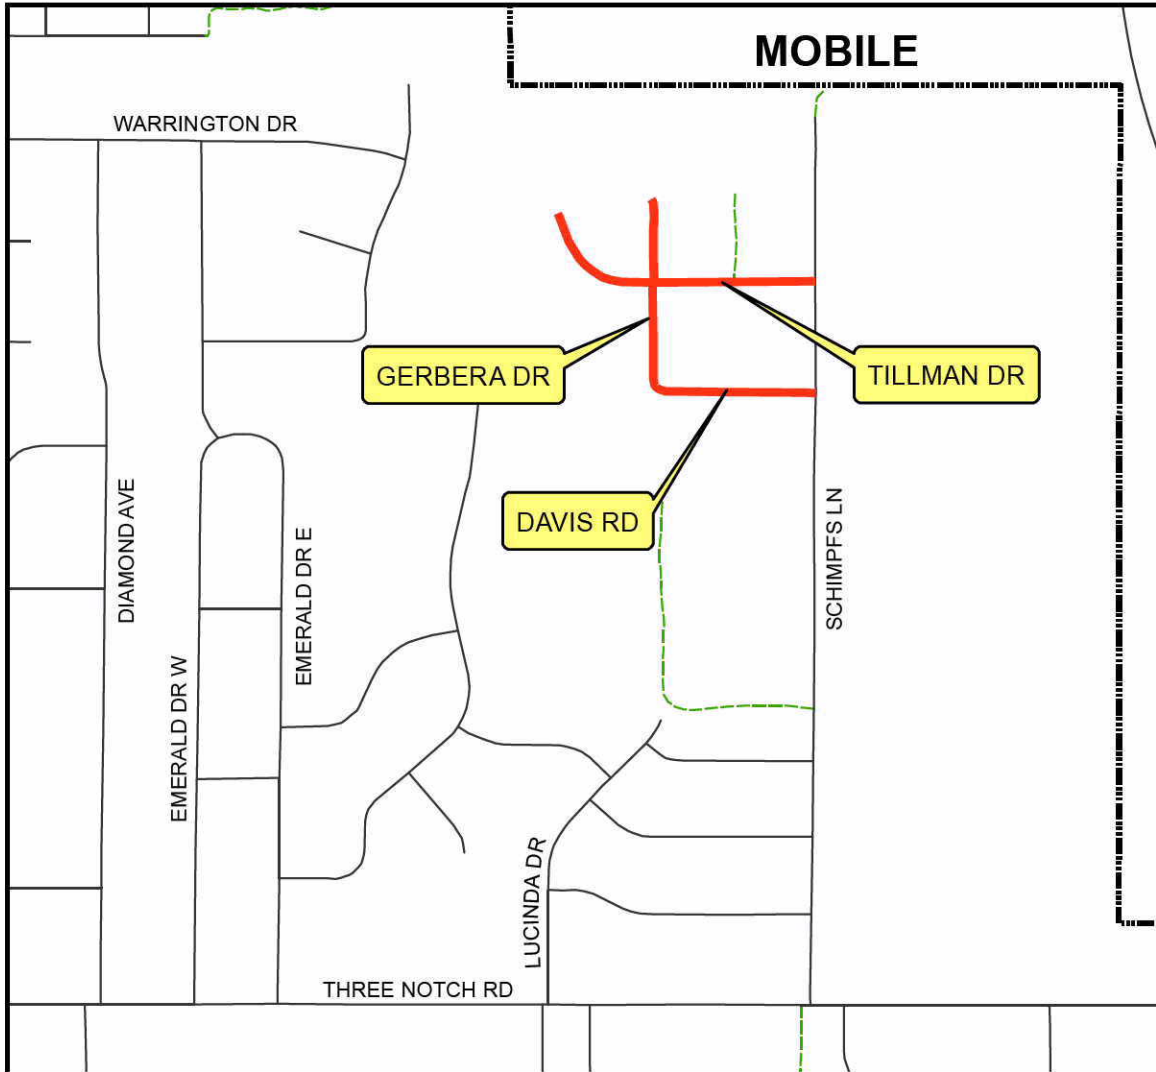 MOBILE
WARRINGTON DR
GERBERA DR
TILLMAN DR
DAVIS RD
DIAMOND AVE
EMERALD DR E
SCHIMPFS LN
EMERALD DR W
LUCINDA DR
THREE NOTCH RD